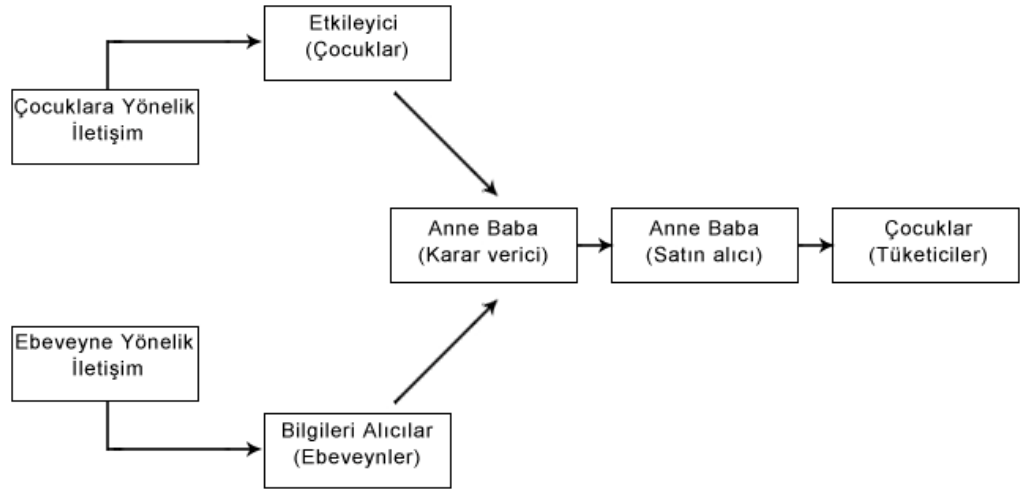 Etkileyici
(Çocuklar)
Çocuklara Yönelik
İletişim
Anne Baba
(Karar verici)
Anne Baba
(Satın alıcı)
Çocuklar
(Tüketiciler)
Ebeveyne Yönelik
İletişim
Bilgileri Alıcılar
(Ebeveynler)